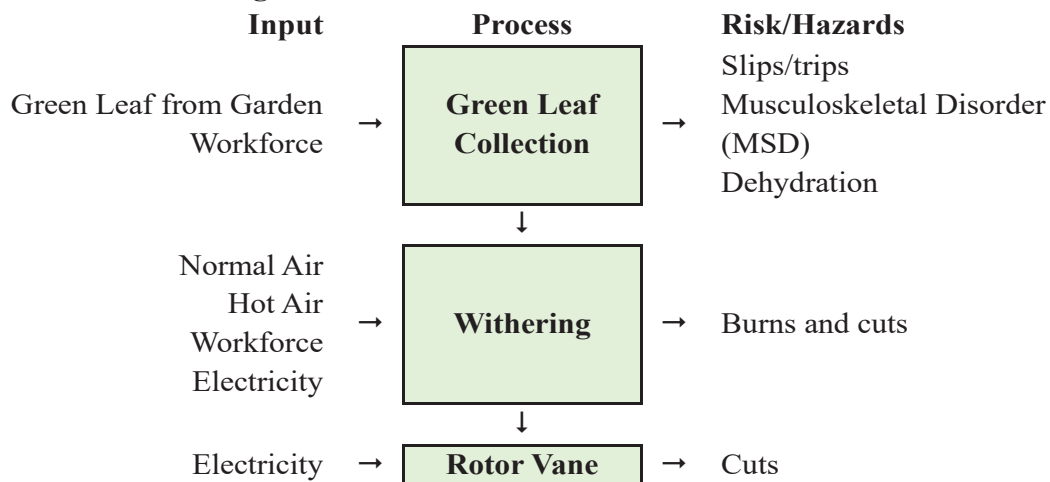 Input Process Risk/Hazards
Green Leaf from Garden
Workforce
→
Green Leaf
Collection
→
Slips/trips
Musculoskeletal Disorder
(MSD)
Dehydration
↓
Normal Air
Hot Air
Workforce
Electricity
→
Withering
→
Burns and cuts
↓
Electricity → Rotor Vane → Cuts